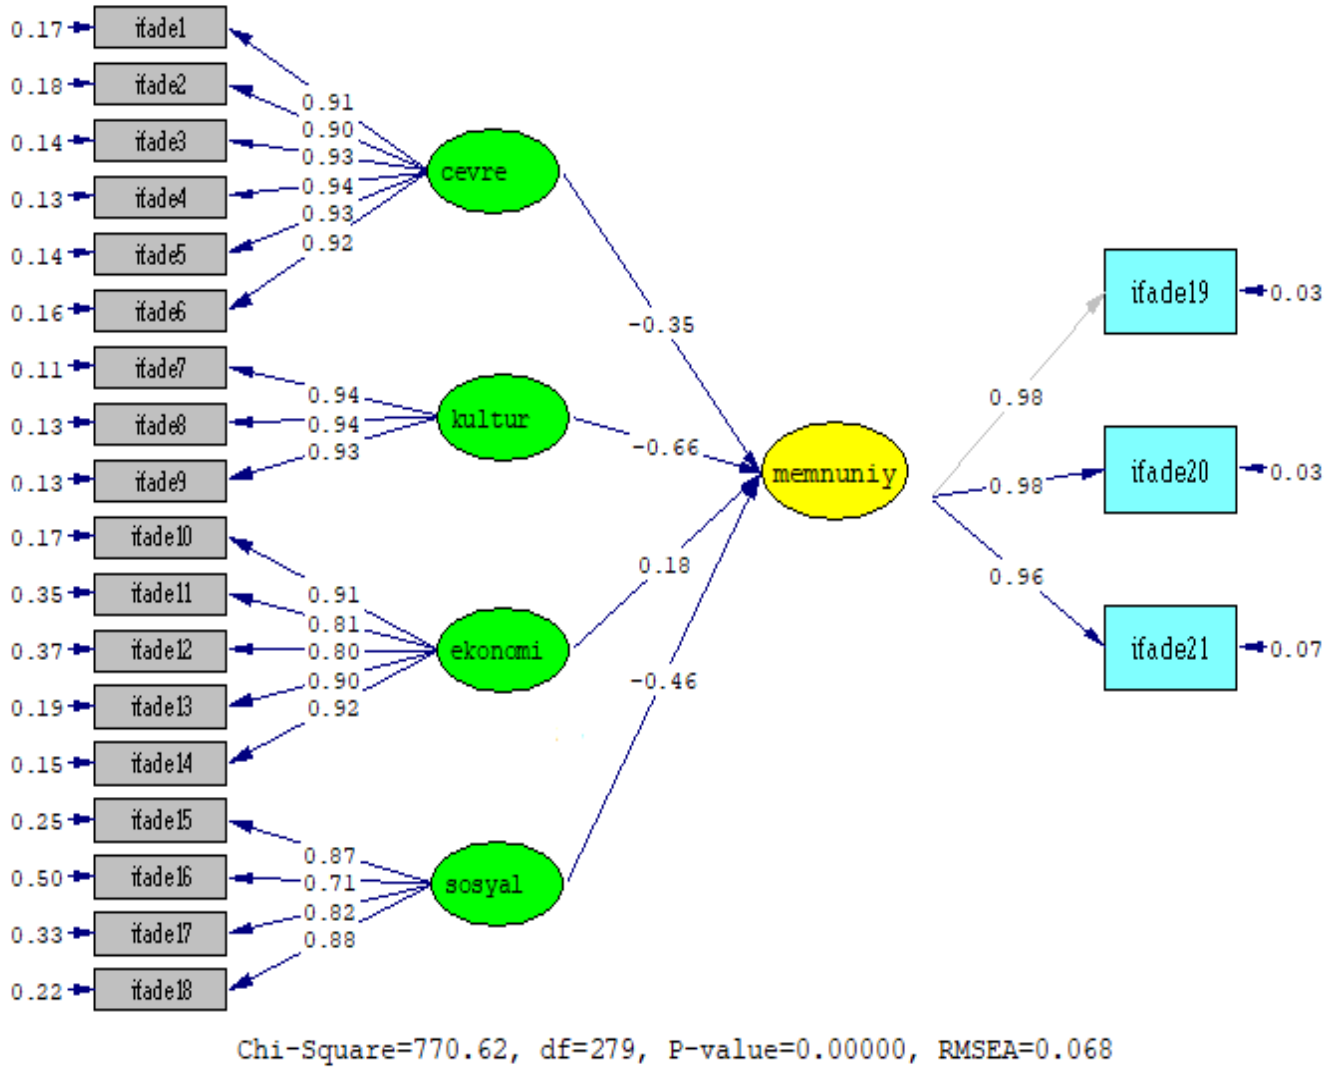 0.17 ifade1
0.18 ifade2
0.14 ifade3
0.13 ifade4
0.14 ifade5
0.16 ifade6
0.11 ifade7
0.13 ifade8
0.13 ifade9
0.17 ifade10
0.35 ifade11
0.37 ifade12
0.19 ifade13
0.15 ifade14
0.25 ifade15
0.50 ifade16
0.33 ifade17
0.22 ifade18
0.91
0.90
0.93
0.94
0.93
0.92
0.94
0.94
0.93
0.91
0.81
0.80
0.90
0.92
0.87
0.71
0.82
0.88
cevre
kultur
ekonomi
sosyal
-0.35
-0.66
0.18
-0.46
memnuniy
0.98
0.98
0.96
ifade19 0.03
ifade20 0.03
ifade21 0.07
Chi-Square=770.62, df=279, P-value=0.00000, RMSEA=0.068